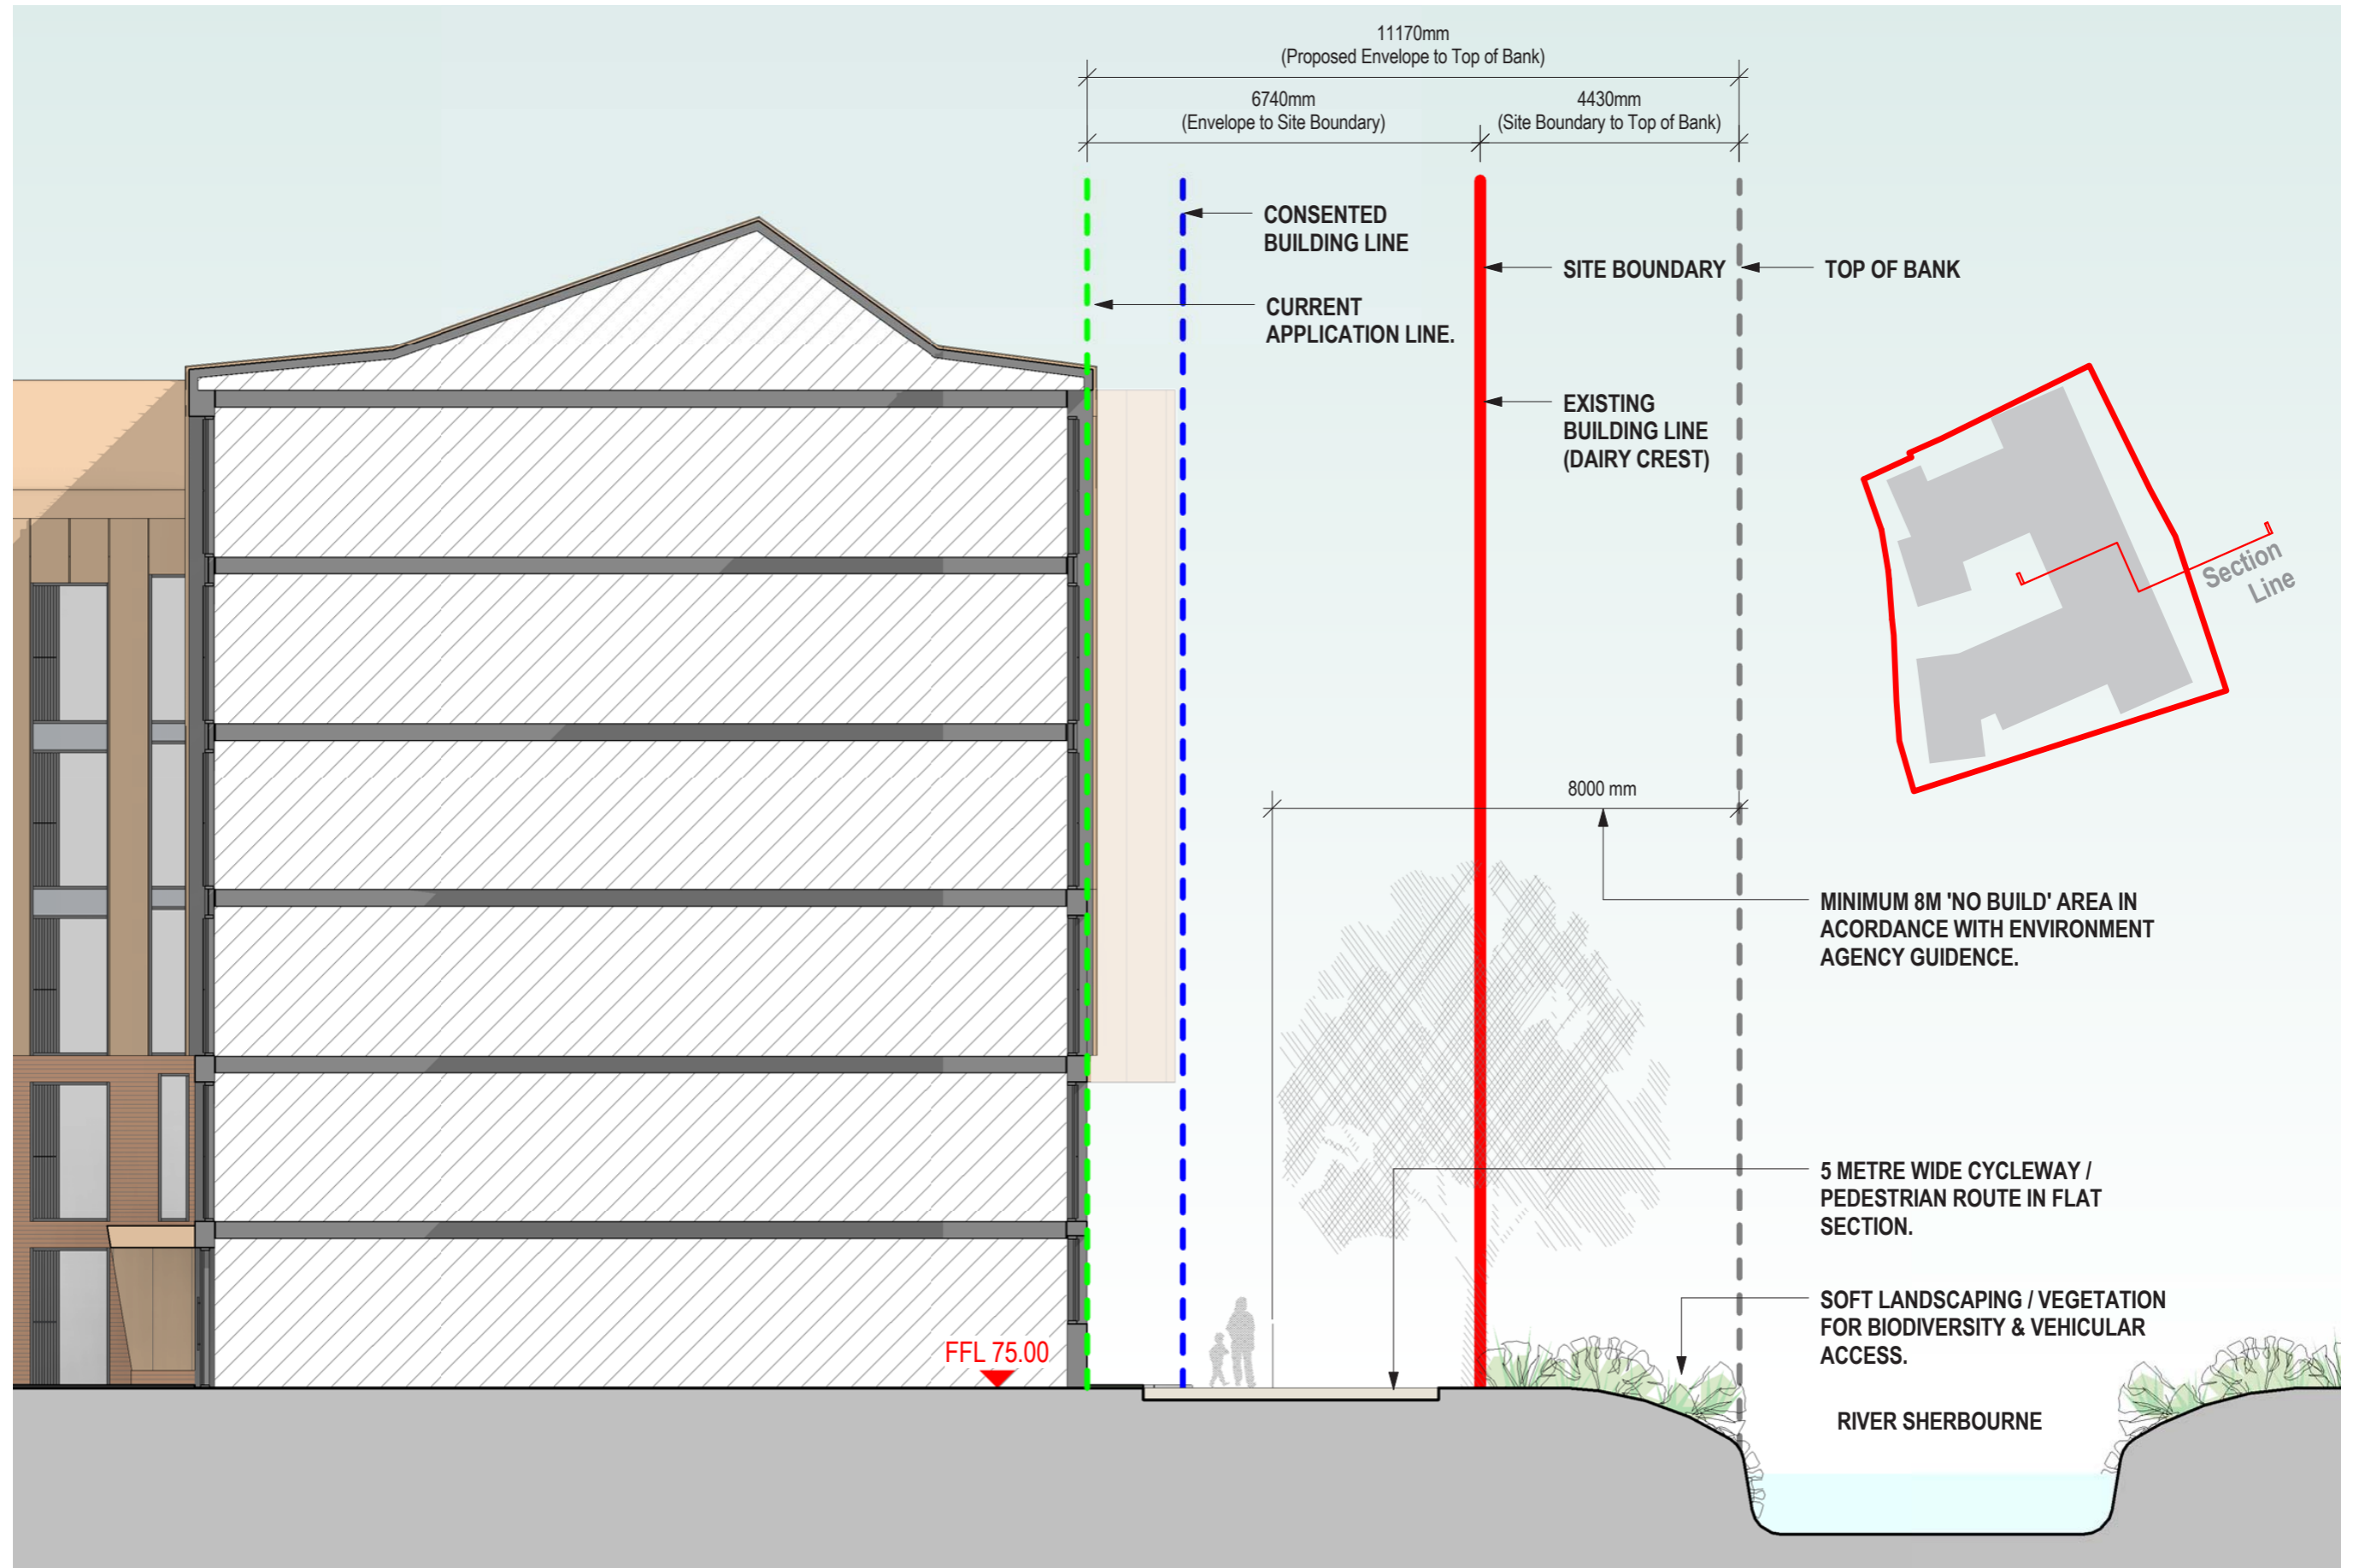 11170mm
(Proposed Envelope to Top of Bank)
6740mm
(Envelope to Site Boundary)
4430mm
(Site Boundary to Top of Bank)
CONSENTED
BUILDING LINE
SITE BOUNDARY
TOP OF BANK
CURRENT
APPLICATION LINE.
EXISTING
BUILDING LINE
(DAIRY CREST)
Section
Line
8000 mm
MINIMUM 8M 'NO BUILD' AREA IN
ACORDANCE WITH ENVIRONMENT
AGENCY GUIDENCE.
5 METRE WIDE CYCLEWAY /
PEDESTRIAN ROUTE IN FLAT
SECTION.
SOFT LANDSCAPING / VEGETATION
FOR BIODIVERSITY & VEHICULAR
ACCESS.
FFL 75.00
RIVER SHERBOURNE